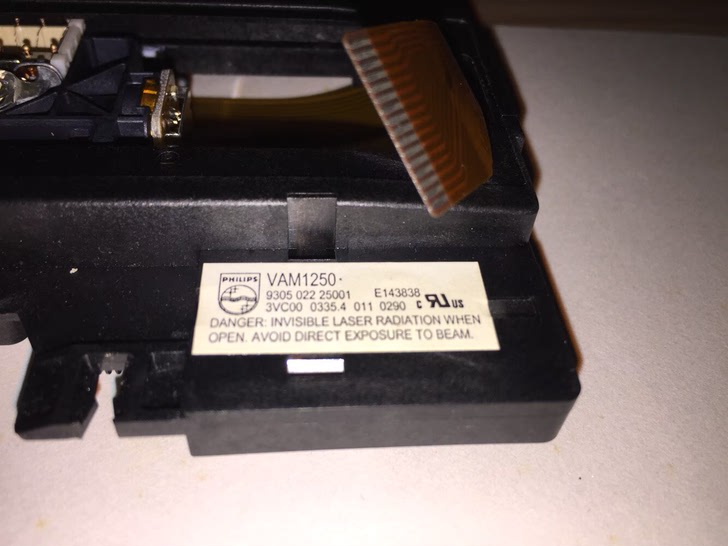 PHILIPS VAM1250
9305 022 25001 E143838
3VC00 0335.4 011 0290 c US
DANGER: INVISIBLE LASER RADIATION WHEN
OPEN. AVOID DIRECT EXPOSURE TO BEAM.